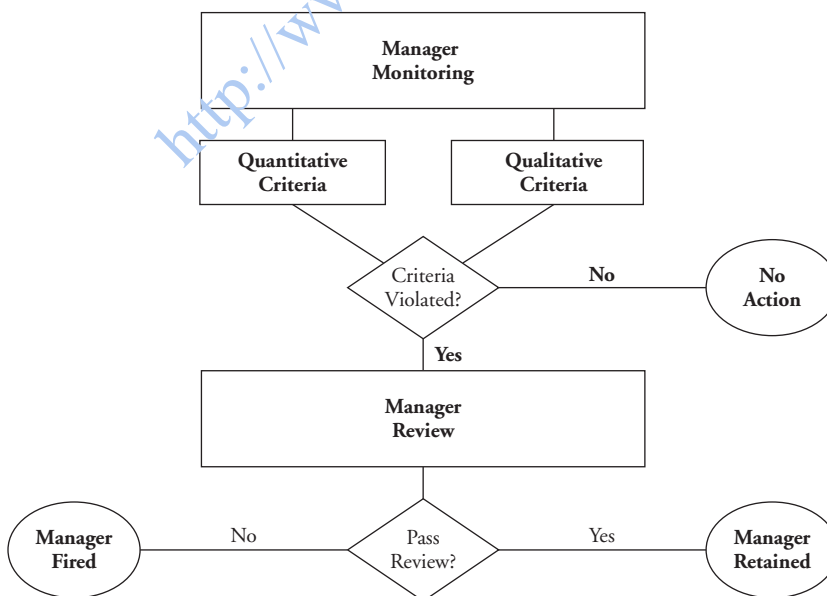 http://w
Manager
Monitoring
Quantitative
Criteria
Qualitative
Criteria
Criteria
Violated?
No
No
Action
Yes
Manager
Review
Manager
Fired
No
Pass
Review?
Yes
Manager
Retained